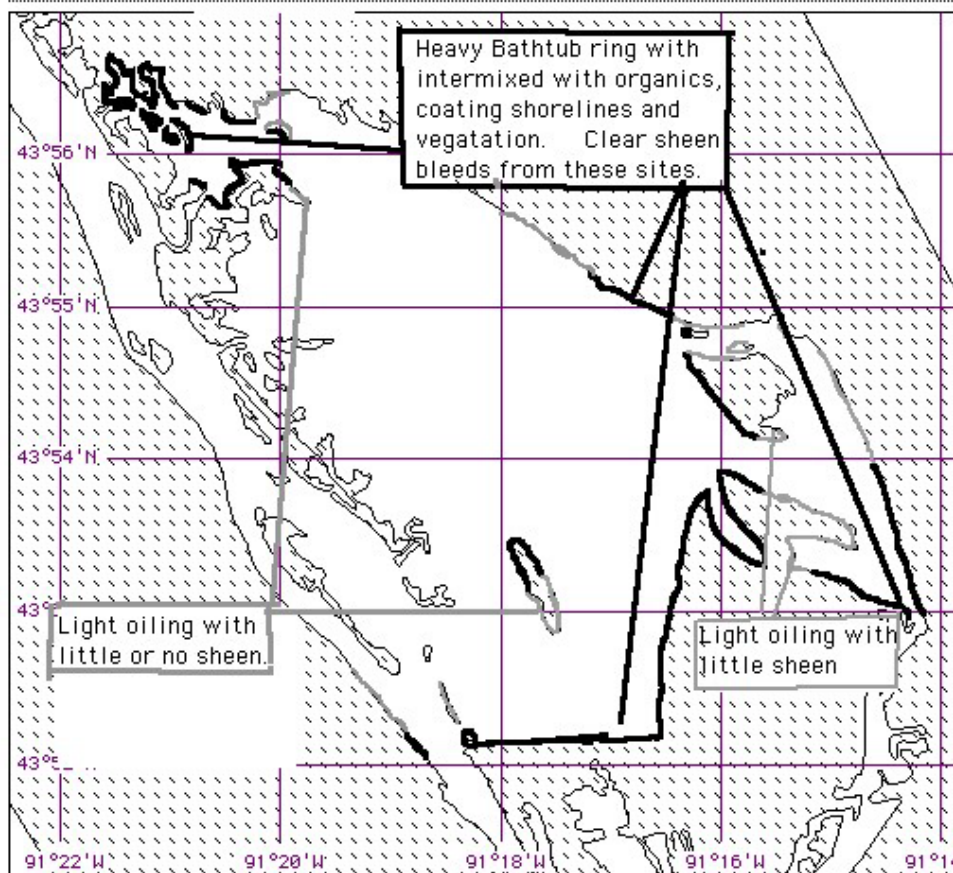 Heavy Bathtub ring with
intermixed with organics,
coating shorelines and
vegatation. Clear sheen
bleeds from these sites.
43°56'N
43°55'N
43°54'N
Light oiling with
little or no sheen.
Light oiling with
little sheen
91°22'W
91°20'W
91°18'W
91°16'W